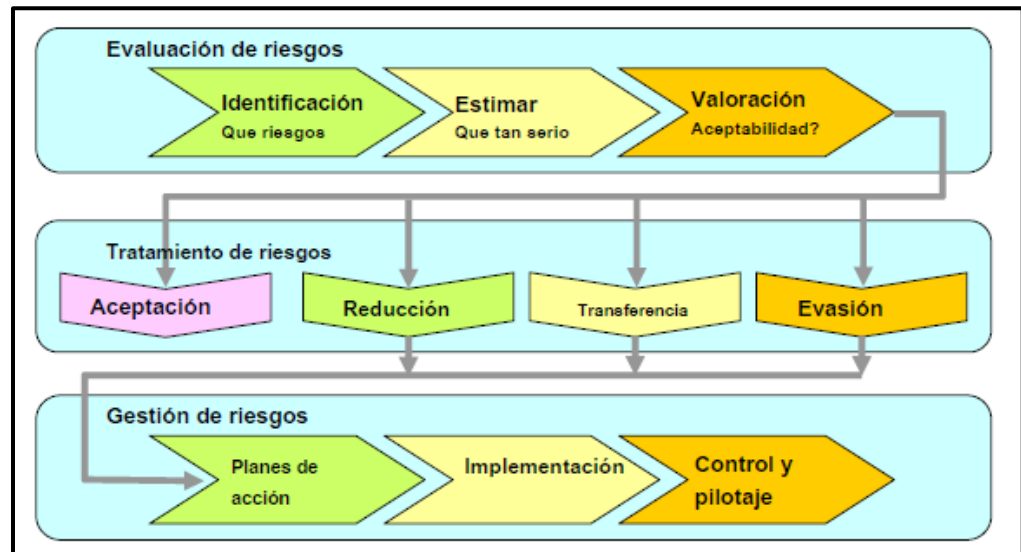 Evaluación de riesgos
Identificación
Que riesgos
Estimar
Que tan serio
Valoración
Aceptabilidad?
Tratamiento de riesgos
Aceptación
Reducción
Transferencia
Evasión
Gestión de riesgos
Planes de
acción
Implementación
Control y
pilotaje